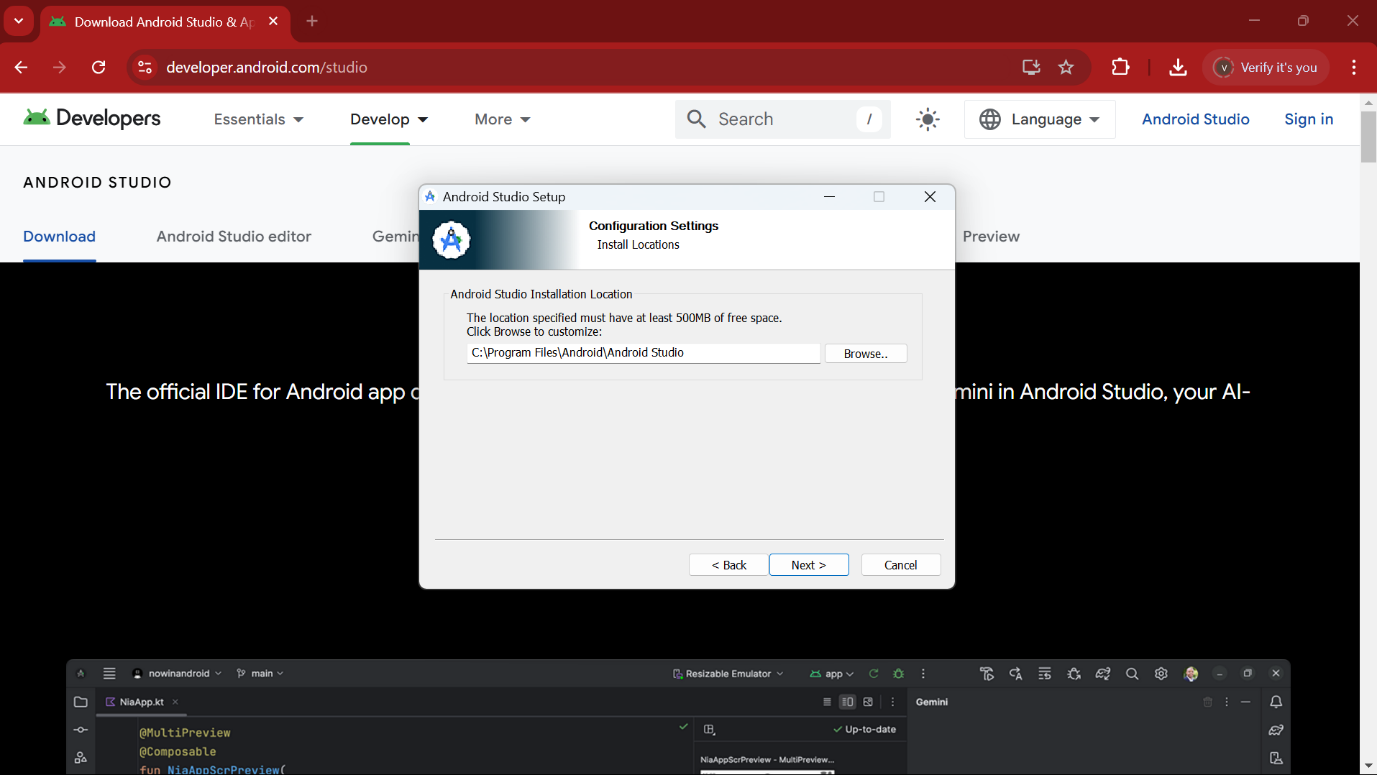 Download Android Studio & Ap
developer.android.com/studio
V
Verify it's you
Developers
Essentials
Develop
More
Search
/
Language
Android Studio
Sign in
ANDROID STUDIO
Download
Android Studio editor
Gemin
Preview
Android Studio Setup
Configuration Settings
Install Locations
Android Studio Installation Location
The location specified must have at least 500MB of free space.
Click Browse to customize:
C:\Program Files\Android\Android Studio
Browse..
The official IDE for Android app
mini in Android Studio, your AI-
< Back
Next >
Cancel
nowinandroid
main
Resizable Emulator
app
NiaApp.kt
Gemini
@MultiPreview
Up-to-date
@Composable
NiaAppScrPreview - MultiPreview...
fun NiaAppScrPreview(